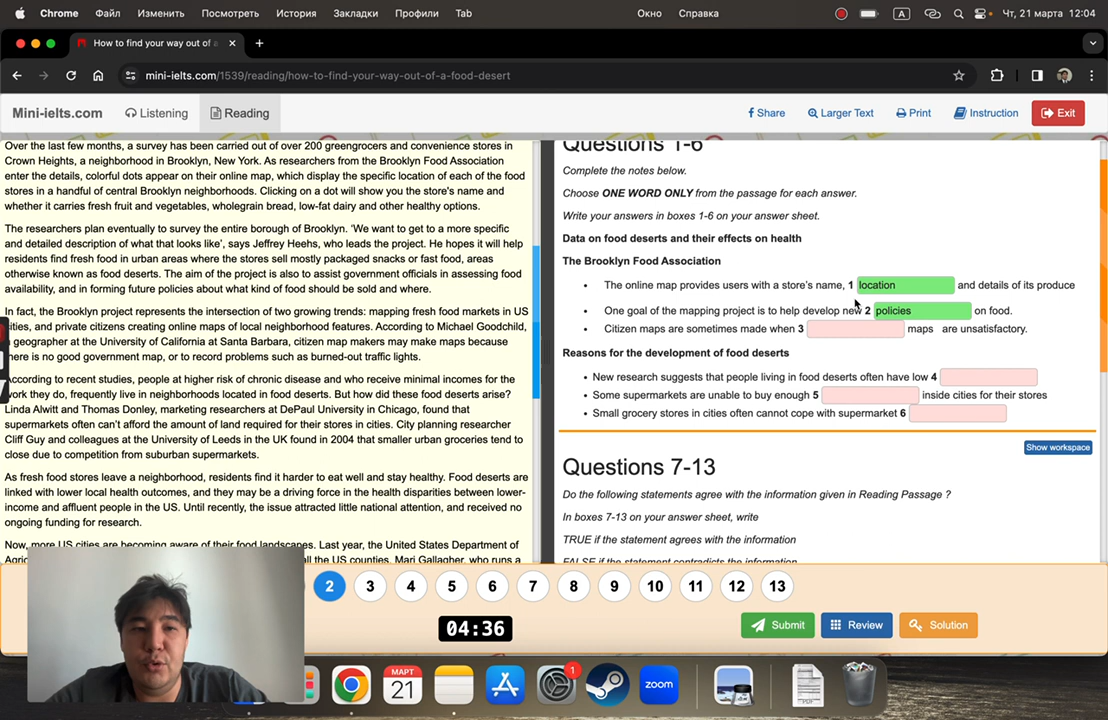 Chrome Файл Изменить Посмотреть История Закладки Профили Tab Окно Справка A Чт, 21 марта 12:04
How to find your way out of a
mini-ielts.com/1539/reading/how-to-find-your-way-out-of-a-food-desert
Mini-ielts.com Listening Reading Share Larger Text Print Instruction Exit
Over the last few months, a survey has been carried out of over 200 greengrocers and convenience stores in
Crown Heights, a neighborhood in Brooklyn, New York. As researchers from the Brooklyn Food Association
enter the details, colorful dots appear on their online map, which display the specific location of each of the food
stores in a handful of central Brooklyn neighborhoods. Clicking on a dot will show you the store's name and
whether it carries fresh fruit and vegetables, wholegrain bread, low-fat dairy and other healthy options.
The researchers plan eventually to survey the entire borough of Brooklyn. 'We want to get to a more specific
and detailed description of what that looks like', says Jeffrey Heehs, who leads the project. He hopes it will help
residents find fresh food in urban areas where the stores sell mostly packaged snacks or fast food, areas
otherwise known as food deserts. The aim of the project is also to assist government officials in assessing food
availability, and in forming future policies about what kind of food should be sold and where.
In fact, the Brooklyn project represents the intersection of two growing trends: mapping fresh food markets in US
cities, and private citizens creating online maps of local neighborhood features. According to Michael Goodchild,
geographer at the University of California at Santa Barbara, citizen map makers may make maps because
there is no good government map, or to record problems such as burned-out traffic lights.
According to recent studies, people at higher risk of chronic disease and who receive minimal incomes for the
work they do, frequently live in neighborhoods located in food deserts. But how did these food deserts arise?
Linda Alwitt and Thomas Donley, marketing researchers at DePaul University in Chicago, found that
supermarkets often can't afford the amount of land required for their stores in cities. City planning researcher
Cliff Guy and colleagues at the University of Leeds in the UK found in 2004 that smaller urban groceries tend to
close due to competition from suburban supermarkets.
As fresh food stores leave a neighborhood, residents find it harder to eat well and stay healthy. Food deserts are
linked with lower local health outcomes, and they may be a driving force in the health disparities between lower-
income and affluent people in the US. Until recently, the issue attracted little national attention, and received no
ongoing funding for research.
Now, more US cities are becoming aware of their food landscapes. Last year, the United States Department of
all the US counties. Mari Gallagher, who runs a
Questions 1-6
Complete the notes below.
Choose ONE WORD ONLY from the passage for each answer.
Write your answers in boxes 1-6 on your answer sheet.
Data on food deserts and their effects on health
The Brooklyn Food Association
• The online map provides users with a store's name, 1 location and details of its produce
• One goal of the mapping project is to help develop new 2 policies on food.
• Citizen maps are sometimes made when 3 maps are unsatisfactory.
Reasons for the development of food deserts
• New research suggests that people living in food deserts often have low 4
• Some supermarkets are unable to buy enough 5 inside cities for their stores
• Small grocery stores in cities often cannot cope with supermarket 6
Show workspace
Questions 7-13
Do the following statements agree with the information given in Reading Passage ?
In boxes 7-13 on your answer sheet, write
TRUE if the statement agrees with the information
FALSE if the statement contradicts the information
2 3 4 5 6 7 8 9 10 11 12 13
04:36 Submit Review Solution
МАРТ
21
1
zoom
PDF